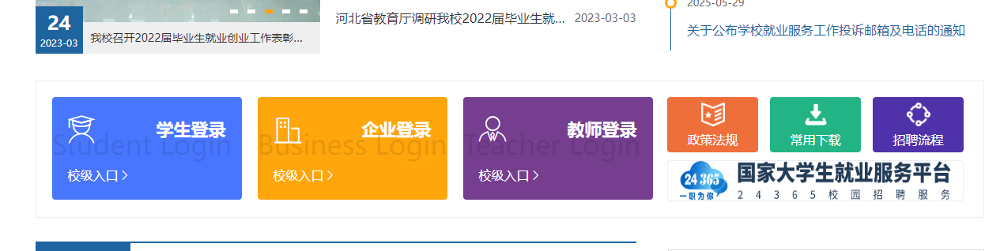 24
2023-03
我校召开2022届毕业生就业创业工作表彰...
河北省教育厅调研我校2022届毕业生就... 2023-03-03
2025-05-29
关于公布学校就业服务工作投诉邮箱及电话的通知
学生登录
Student Login
校级入口
企业登录
Business Login
校级入口
教师登录
Teacher Login
校级入口
政策法规
常用下载
招聘流程
24 365
一职为你
国家大学生就业服务平台
24365校园招聘服务